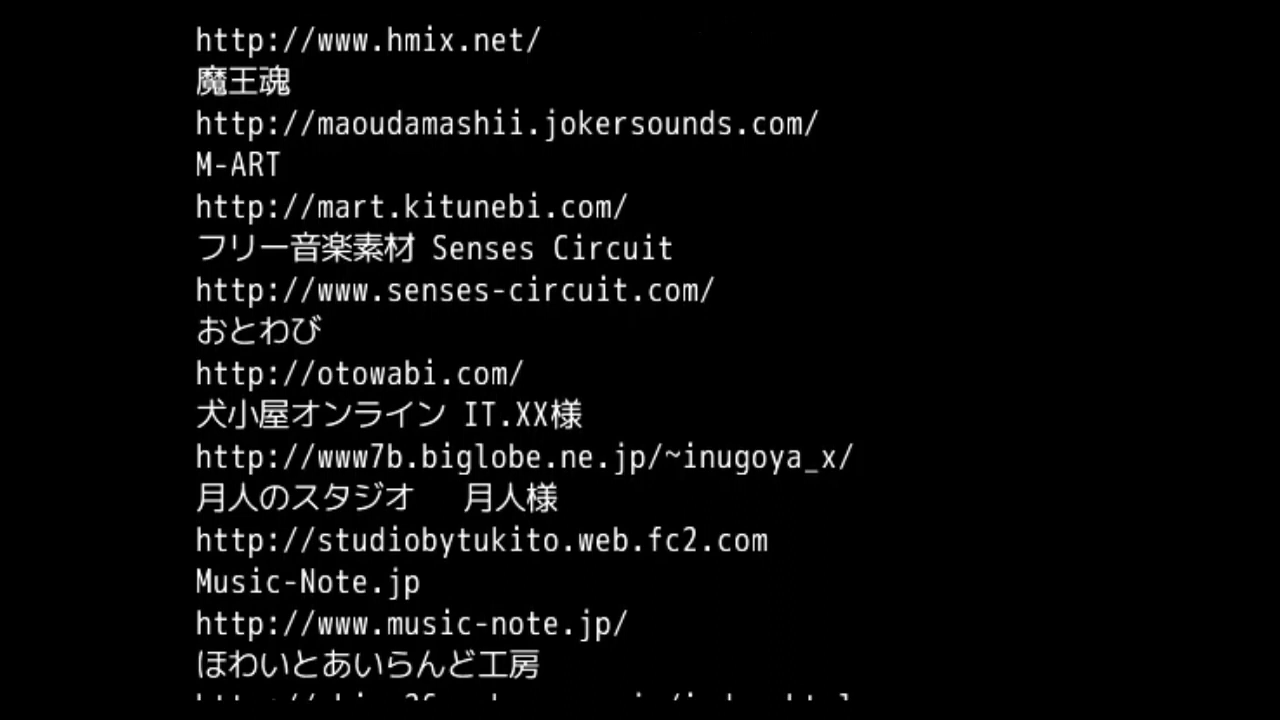 http://www.hmix.net/
魔王魂
http://maoudamashii.jokersounds.com/
M-ART
http://mart.kitunebi.com/
フリー音楽素材 Senses Circuit
http://www.senses-circuit.com/
おとわび
http://otowabi.com/
犬小屋オンライン IT.XX様
http://www7b.biglobe.ne.jp/~inugoya_x/
月人のスタジオ　 月人様
http://studiobytukito.web.fc2.com
Music-Note.jp
http://www.music-note.jp/
ほわいとあいらんど工房